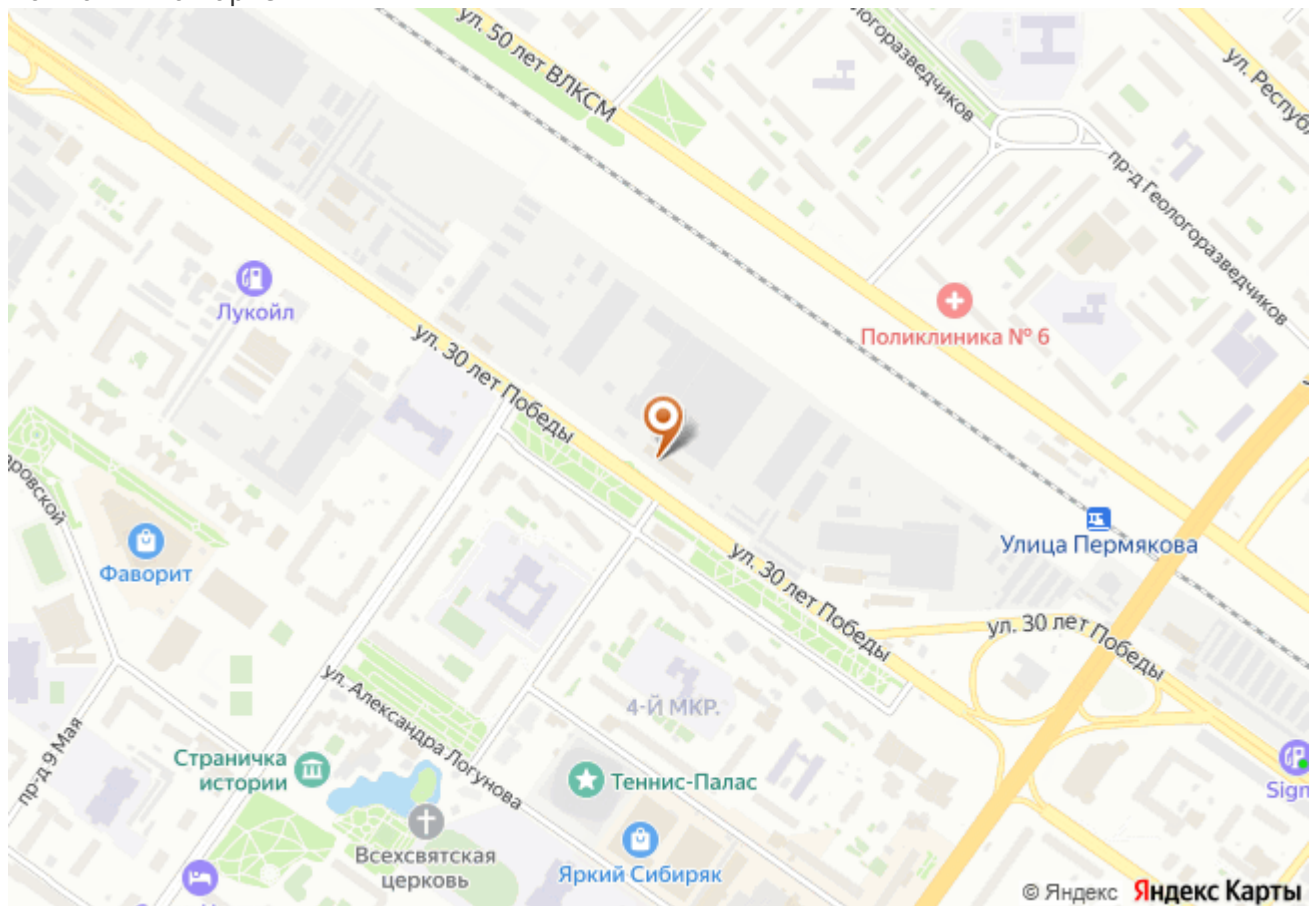 ул. 50 лет ВЛКСМ
ул. Респуб
пр-д Геологоразведчиков
Лукойл
Поликлиника № 6
ул. 30 лет Победы
Улица Пермякова
Фаворит
ул. 30 лет Победы
ул. 30 лет Победы
4-Й МКР.
ул. Александра Логунова
пр-д 9 Мая
Страничка
истории
Теннис-Палас
Sign
Всехсвятская
церковь
Яркий Сибиряк
© Яндекс Яндекс Карты